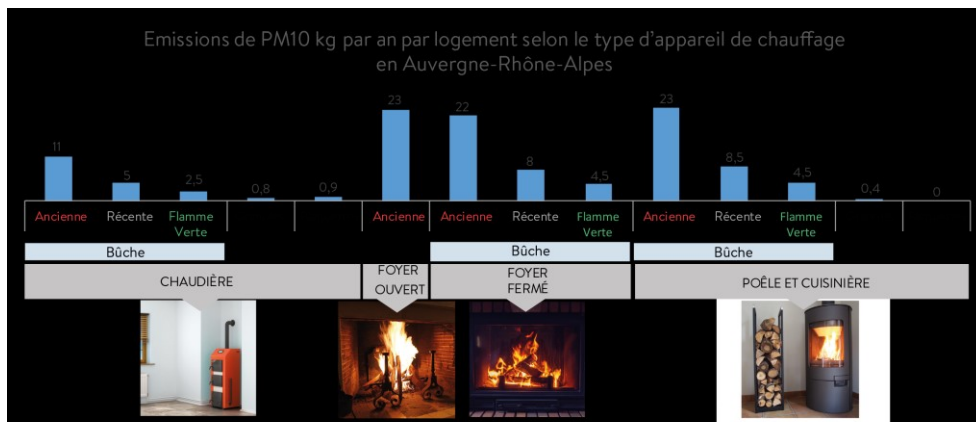 Emissions de PM10 kg par an par logement selon le type d’appareil de chauffage
en Auvergne-Rhône-Alpes
11
5
2,5
0,8
0,9
23
22
8
4,5
23
8,5
4,5
0,4
0
Ancienne
Récente
Flamme
Verte
Ancienne
Ancienne
Récente
Flamme
Verte
Ancienne
Récente
Flamme
Verte
Bûche
Bûche
Bûche
CHAUDIÈRE
FOYER
OUVERT
FOYER
FERMÉ
POÊLE ET CUISINIÈRE